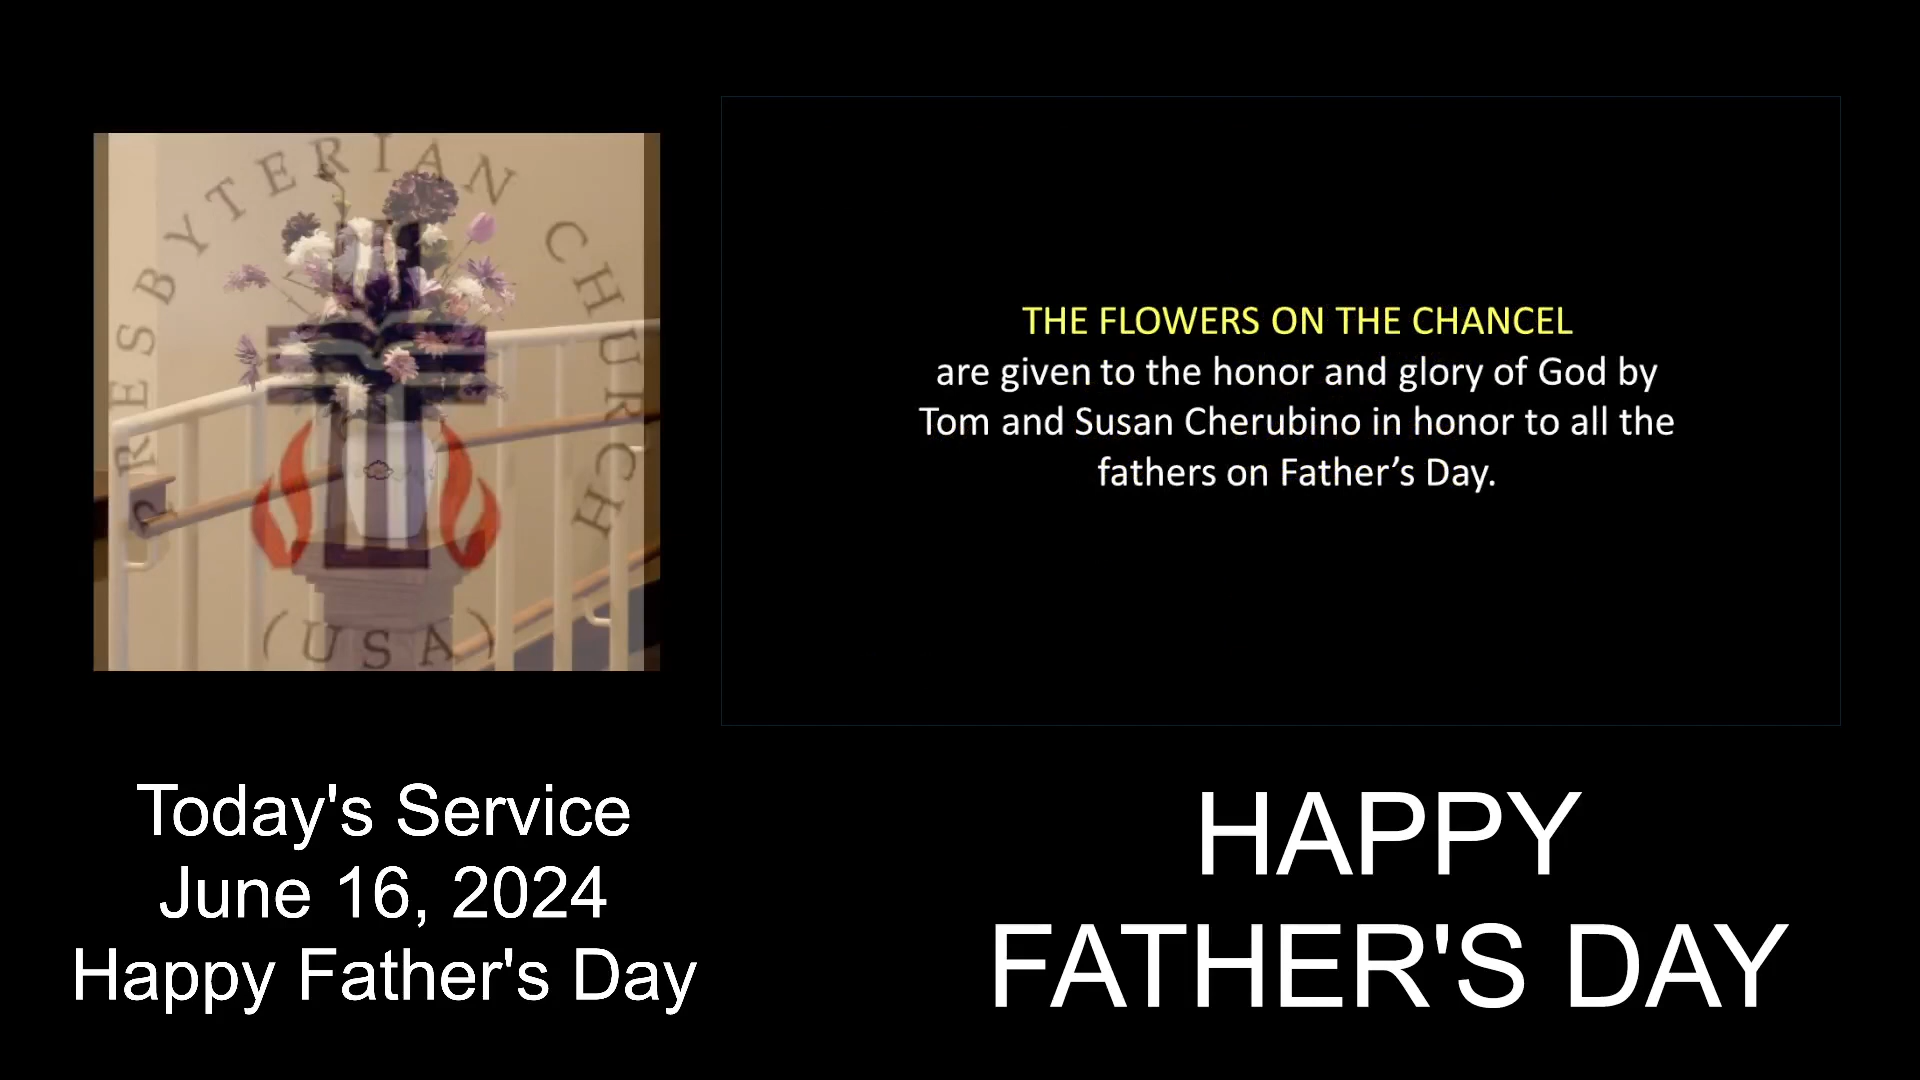 PRESBYTERIAN CHURCH
(USA)
THE FLOWERS ON THE CHANCEL
are given to the honor and glory of God by
Tom and Susan Cherubino in honor to all the
fathers on Father’s Day.
Today's Service
June 16, 2024
Happy Father's Day
HAPPY
FATHER'S DAY